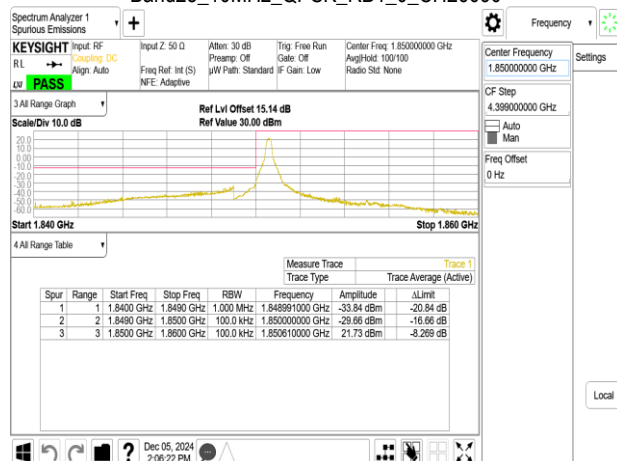 Spectrum Analyzer 1
Spurious Emissions
+
Frequency
KEYSIGHT
RL
PASS
Input: RF
Coupling: DC
Align: Auto
Input Z: 50 Ω
Freq Ref: Int (S)
NFE: Adaptive
Atten: 30 dB
Preamp: Off
µW Path: Standard
Trig: Free Run
Gate: Off
IF Gain: Low
Center Freq: 1.850000000 GHz
Avg|Hold: 100/100
Radio Std: None
Center Frequency
1.850000000 GHz
Settings
CF Step
4.399000000 GHz
Auto
Man
Freq Offset
0 Hz
Local
3 All Range Graph
Scale/Div 10.0 dB
Ref Lvl Offset 15.14 dB
Ref Value 30.00 dBm
20.0
10.0
0.00
-10.0
-20.0
-30.0
-40.0
-50.0
-60.0
Start 1.840 GHz
Stop 1.860 GHz
4 All Range Table
Measure Trace Trace 1
Trace Type Trace Average (Active)
Spur Range Start Freq Stop Freq RBW Frequency Amplitude ΔLimit
1 1 1.8400 GHz 1.8490 GHz 1.000 MHz 1.848991000 GHz -33.84 dBm -20.84 dB
2 2 1.8490 GHz 1.8500 GHz 100.0 kHz 1.850000000 GHz -29.66 dBm -16.66 dB
3 3 1.8500 GHz 1.8600 GHz 100.0 kHz 1.850610000 GHz 21.73 dBm -8.269 dB
?
Dec 05, 2024
2:06:22 PM